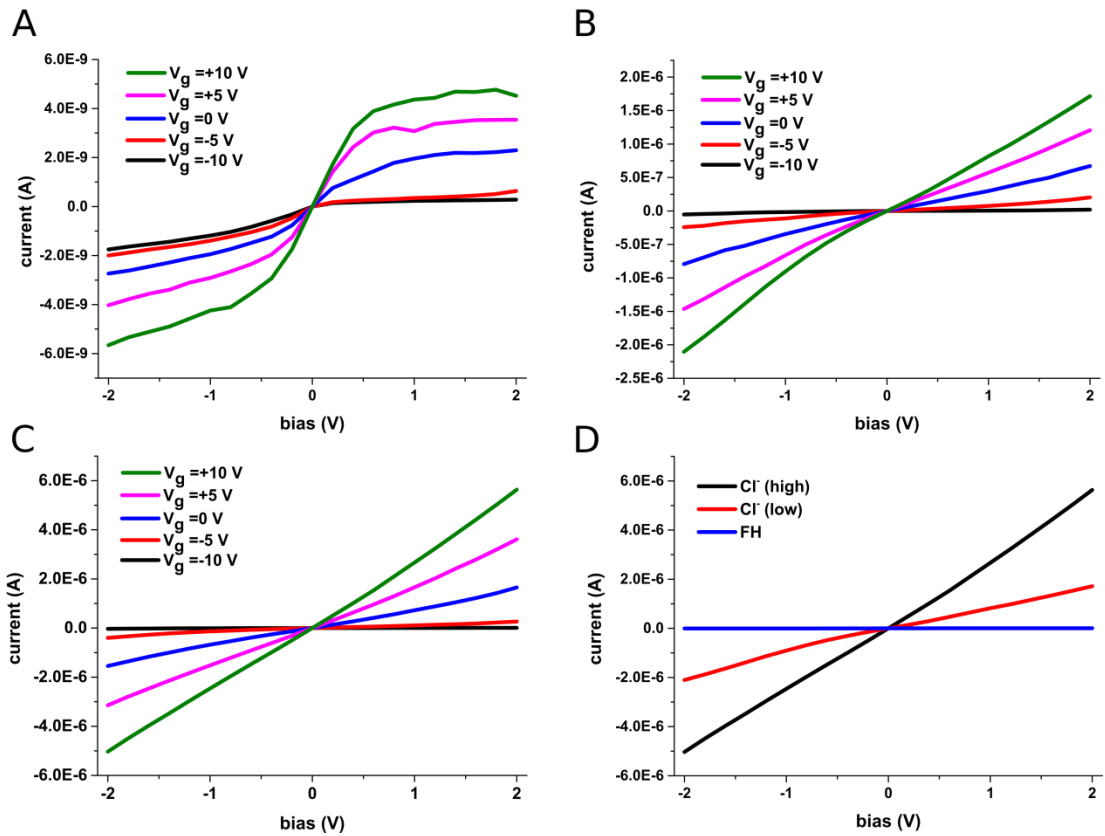 A
6.0E-9
4.0E-9
2.0E-9
0.0
-2.0E-9
-4.0E-9
-6.0E-9
current (A)
Vg =+10 V
Vg =+5 V
Vg =0 V
Vg =-5 V
Vg =-10 V
-2 -1 0 1 2
bias (V)
B
2.0E-6
1.5E-6
1.0E-6
5.0E-7
0.0
-5.0E-7
-1.0E-6
-1.5E-6
-2.0E-6
-2.5E-6
current (A)
Vg =+10 V
Vg =+5 V
Vg =0 V
Vg =-5 V
Vg =-10 V
-2 -1 0 1 2
bias (V)
C
6.0E-6
4.0E-6
2.0E-6
0.0
-2.0E-6
-4.0E-6
-6.0E-6
current (A)
Vg =+10 V
Vg =+5 V
Vg =0 V
Vg =-5 V
Vg =-10 V
-2 -1 0 1 2
bias (V)
D
6.0E-6
4.0E-6
2.0E-6
0.0
-2.0E-6
-4.0E-6
-6.0E-6
current (A)
Cl⁻ (high)
Cl⁻ (low)
FH
-2 -1 0 1 2
bias (V)